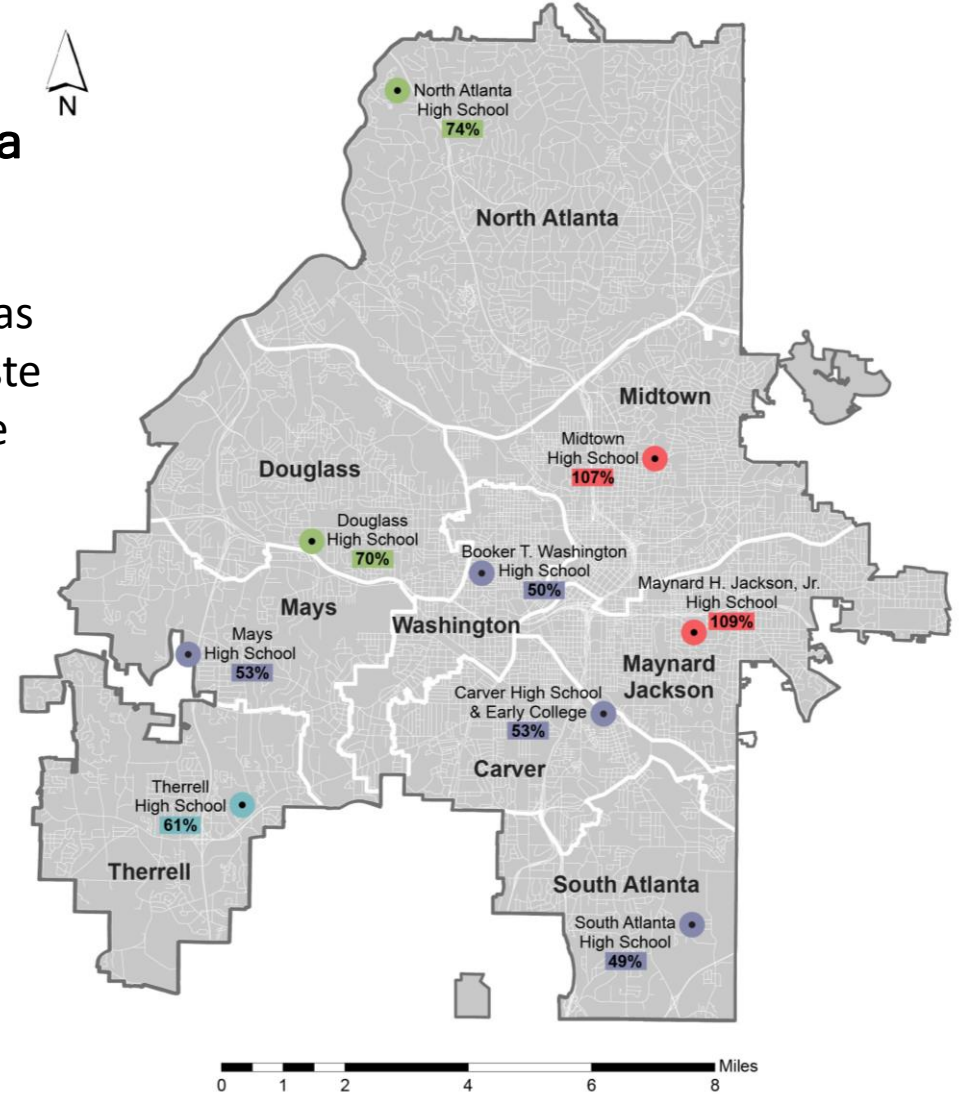 N
a
as
ste
e
North Atlanta
High School
74%
North Atlanta
Midtown
Midtown
High School
107%
Douglass
Douglass
High School
70%
Booker T. Washington
High School
50%
Maynard H. Jackson, Jr.
High School
109%
Mays
Washington
Mays
High School
53%
Maynard
Jackson
Carver High School
& Early College
53%
Carver
Therrell
High School
61%
Therrell
South Atlanta
South Atlanta
High School
49%
Miles
0 1 2 4 6 8